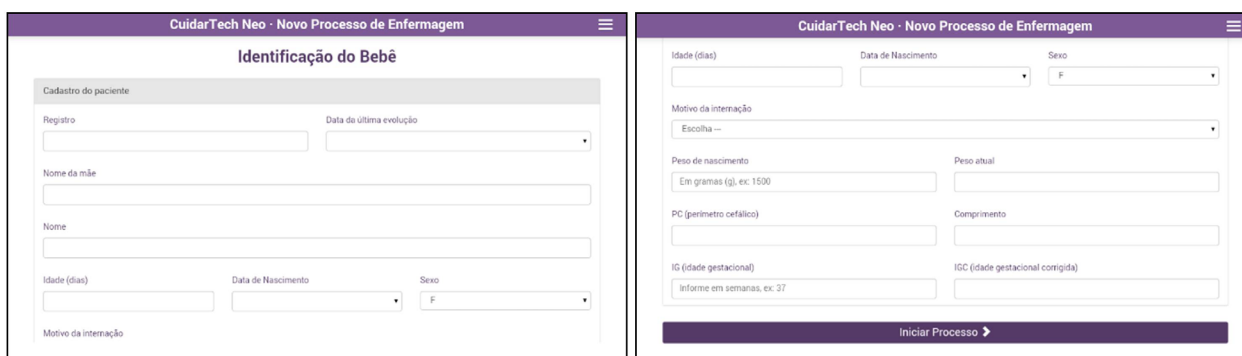 CuidarTech Neo · Novo Processo de Enfermagem
Identificação do Bebê
Cadastro do paciente
Registro Data da última evolução
Nome da mãe
Nome
Idade (dias) Data de Nascimento Sexo
F
Motivo da internação
CuidarTech Neo · Novo Processo de Enfermagem
Idade (dias) Data de Nascimento Sexo
F
Motivo da internação
Escolha --
Peso de nascimento Peso atual
Em gramas (g), ex: 1500
PC (perímetro cefálico) Comprimento
IG (idade gestacional) IGC (idade gestacional corrigida)
Informe em semanas, ex: 37
Iniciar Processo